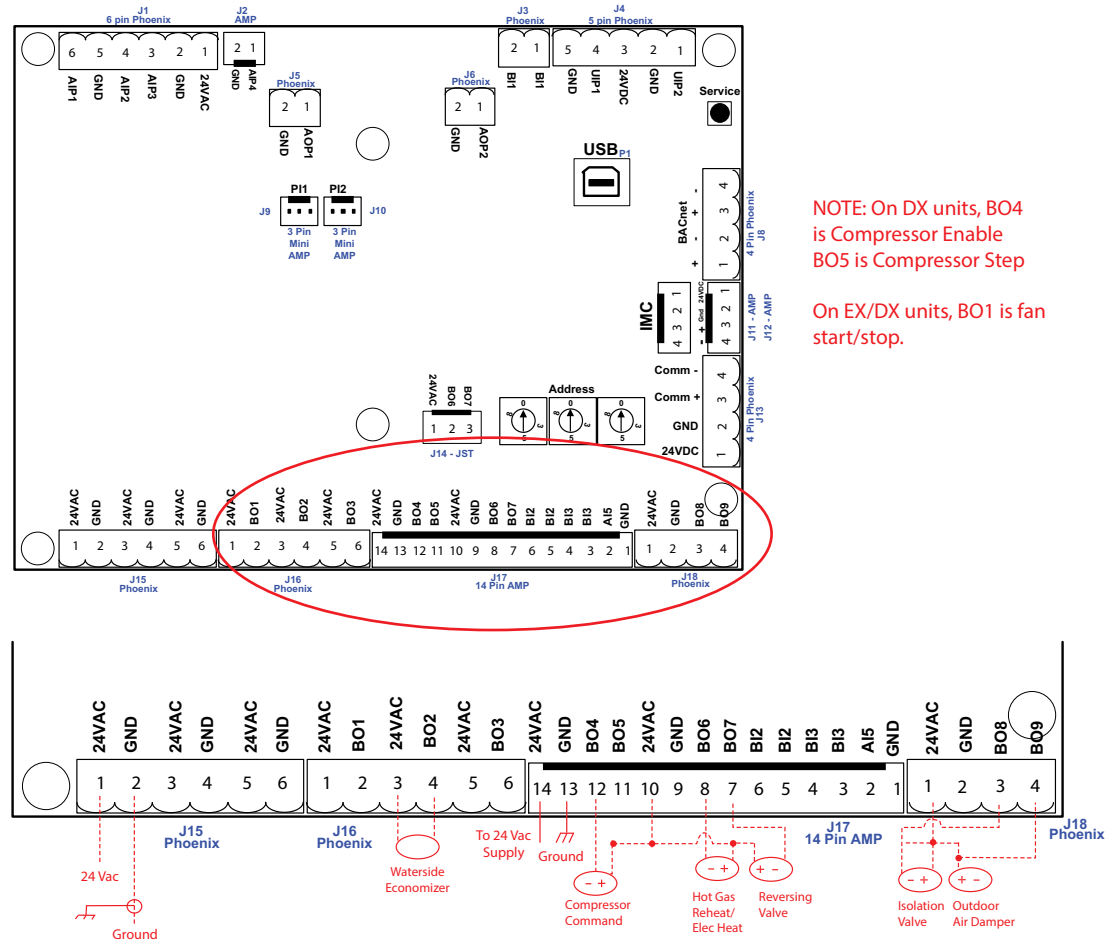 J1
6 pin Phoenix
J2
AMP
J3
Phoenix
J4
5 pin Phoenix
6 5 4 3 2 1
AIP1 GND AIP2 AIP3 GND 24VAC
2 1
GND AIP4
2 1
BI1 BI1
5 4 3 2 1
GND UIP1 24VDC GND UIP2
J5
Phoenix
2 1
GND AOP1
J6
Phoenix
2 1
GND AOP2
Service
USB P1
PI1 PI2
J9 J10
3 Pin
Mini
AMP
3 Pin
Mini
AMP
BACnet
- + - +
4 3 2 1
4 Pin Phoenix
J8
NOTE: On DX units, BO4
is Compressor Enable
BO5 is Compressor Step
On EX/DX units, BO1 is fan
start/stop.
IMC
4 3 2 1
- + Gnd 24VDC
4 3 2 1
J11 - AMP
J12 - AMP
Comm -
Comm +
GND
24VDC
4 3 2 1
4 Pin Phoenix
J13
24VAC BO6 BO7
1 2 3
J14 - JST
Address
0 8 3 5
0 8 3 5
0 8 3 5
24VAC GND 24VAC GND 24VAC GND
1 2 3 4 5 6
J15
Phoenix
24VAC BO1 24VAC BO2 24VAC BO3
1 2 3 4 5 6
J16
Phoenix
24VAC GND BO4 BO5 24VAC GND BO6 BO7 BI2 BI2 BI3 BI3 AI5 GND
14 13 12 11 10 9 8 7 6 5 4 3 2 1
J17
14 Pin AMP
24VAC GND BO8 BO9
1 2 3 4
J18
Phoenix
24VAC GND 24VAC GND 24VAC GND
1 2 3 4 5 6
J15
Phoenix
24VAC BO1 24VAC BO2 24VAC BO3
1 2 3 4 5 6
J16
Phoenix
24VAC GND BO4 BO5 24VAC GND BO6 BO7 BI2 BI2 BI3 BI3 AI5 GND
14 13 12 11 10 9 8 7 6 5 4 3 2 1
J17
14 Pin AMP
24VAC GND BO8 BO9
1 2 3 4
J18
Phoenix
24 Vac
Ground
Waterside
Economizer
To 24 Vac
Supply
Ground
- +
Compressor
Command
- +
Hot Gas
Reheat/
Elec Heat
+ -
Reversing
Valve
- +
Isolation
Valve
+ -
Outdoor
Air Damper